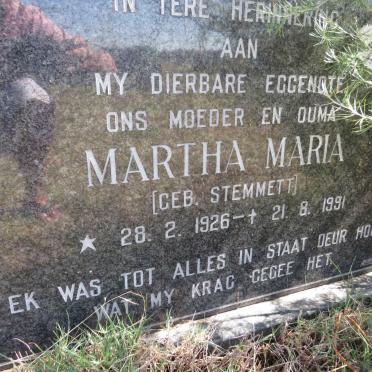 IN TERE HERINNERING
AAN
MY DIERBARE EGGENOTE
ONS MOEDER EN OUMA
MARTHA MARIA
[GEB. STEMMETT]
★ 28. 2. 1926 - ✝ 21. 8. 1991
EK WAS TOT ALLES IN STAAT DEUR HOM
WAT MY KRAG GEGEE HET